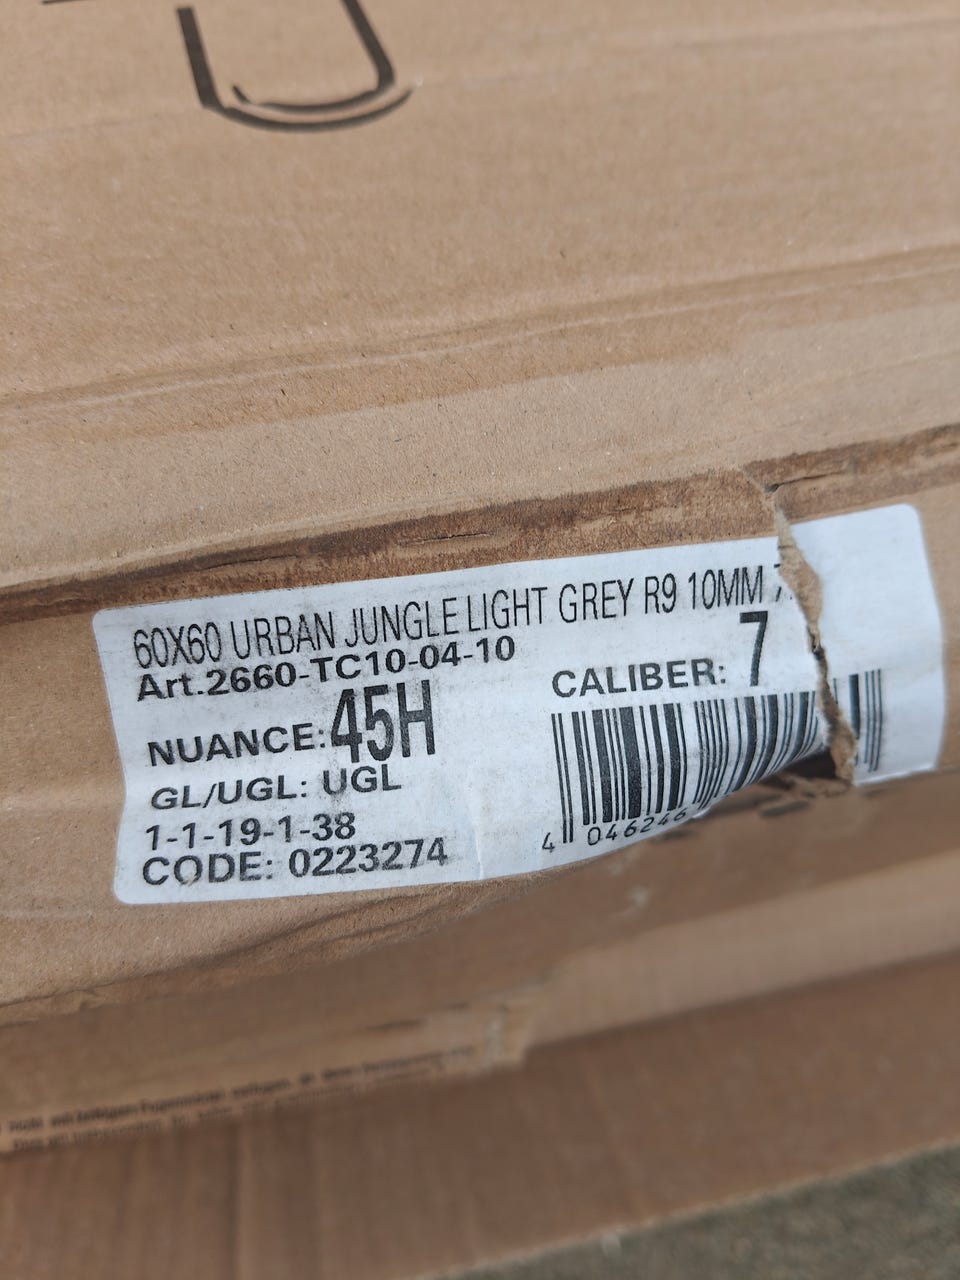 60X60 URBAN JUNGLE LIGHT GREY R9 10MM
Art.2660-TC10-04-10
CALIBER: 7
NUANCE: 45H
GL/UGL: UGL
1-1-19-1-38
CODE: 0223274
4 046246